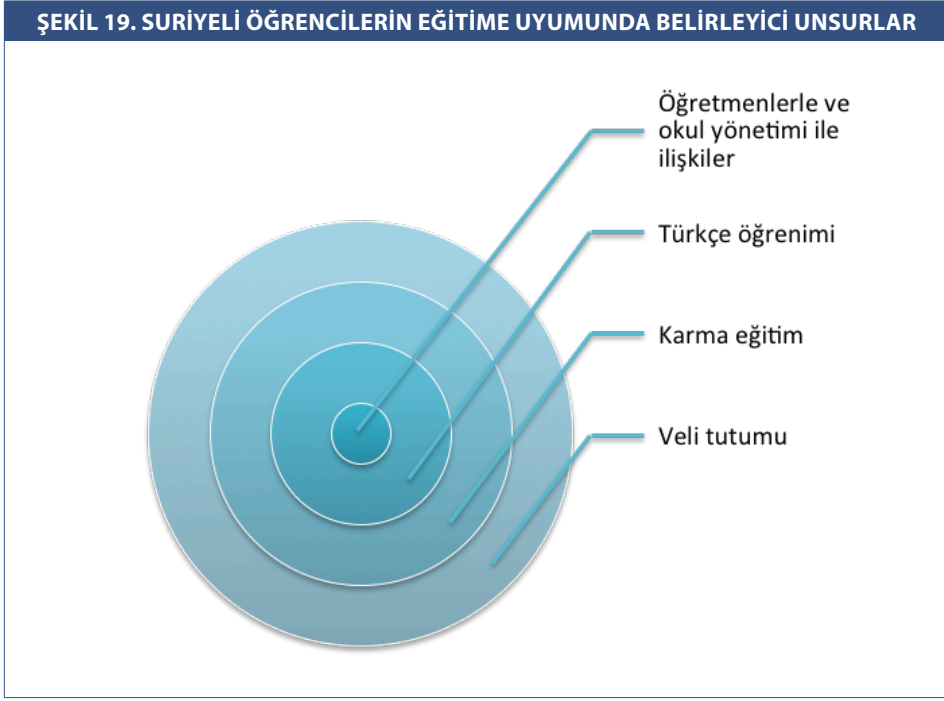 ŞEKİL 19. SURİYELİ ÖĞRENCİLERİN EĞİTİME UYUMUNDA BELİRLEYİCİ UNSURLAR
Öğretmenlerle ve
okul yönetimi ile
ilişkiler
Türkçe öğrenimi
Karma eğitim
Veli tutumu